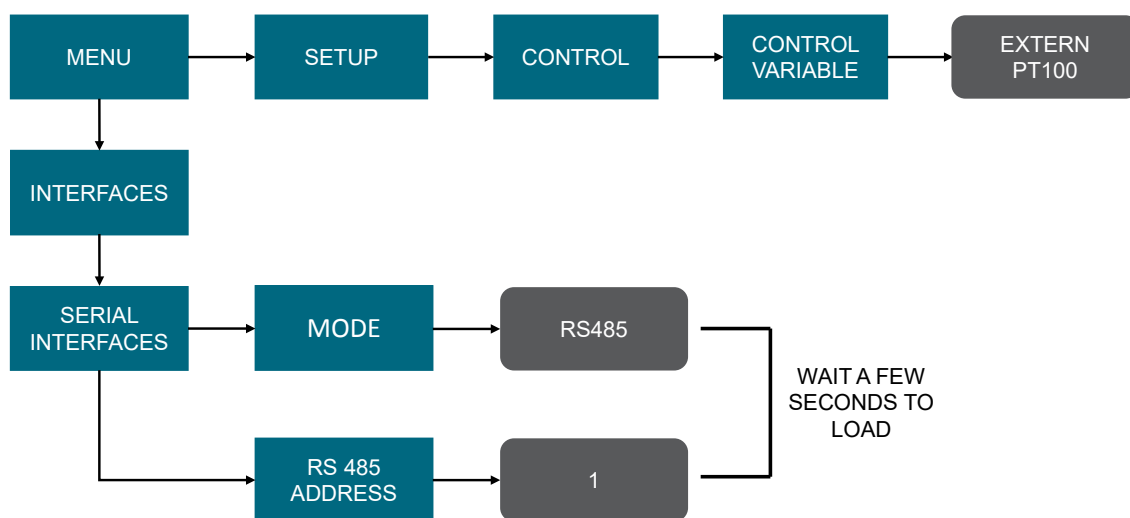 MENU
SETUP
CONTROL
CONTROL
VARIABLE
EXTERN
PT100
INTERFACES
SERIAL
INTERFACES
MODE
RS485
WAIT A FEW
SECONDS TO
LOAD
RS 485
ADDRESS
1